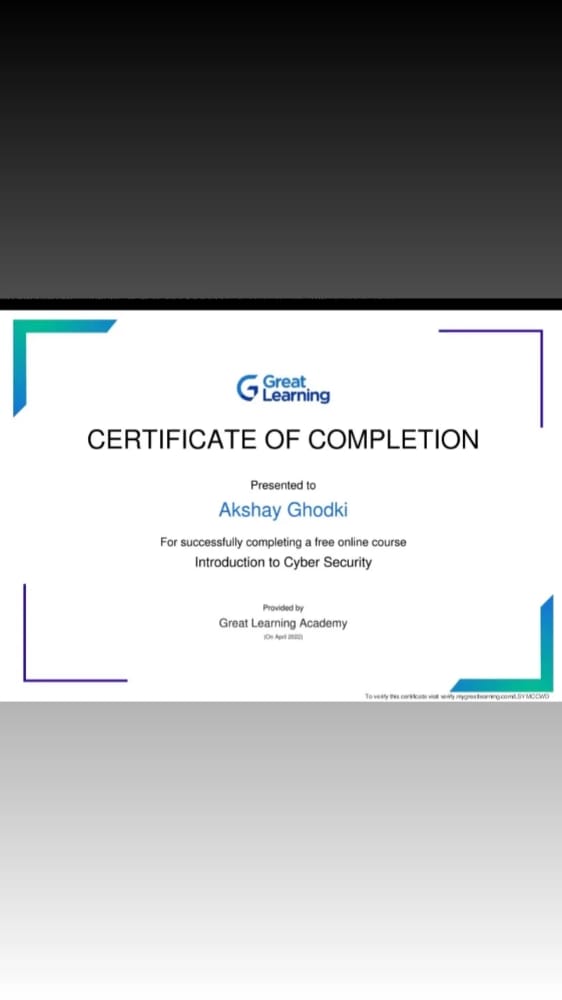 Great
Learning
CERTIFICATE OF COMPLETION
Presented to
Akshay Ghodki
For successfully completing a free online course
Introduction to Cyber Security
Provided by
Great Learning Academy
(On April 2022)
To verify this certificate visit verify.mygreatlearning.com/